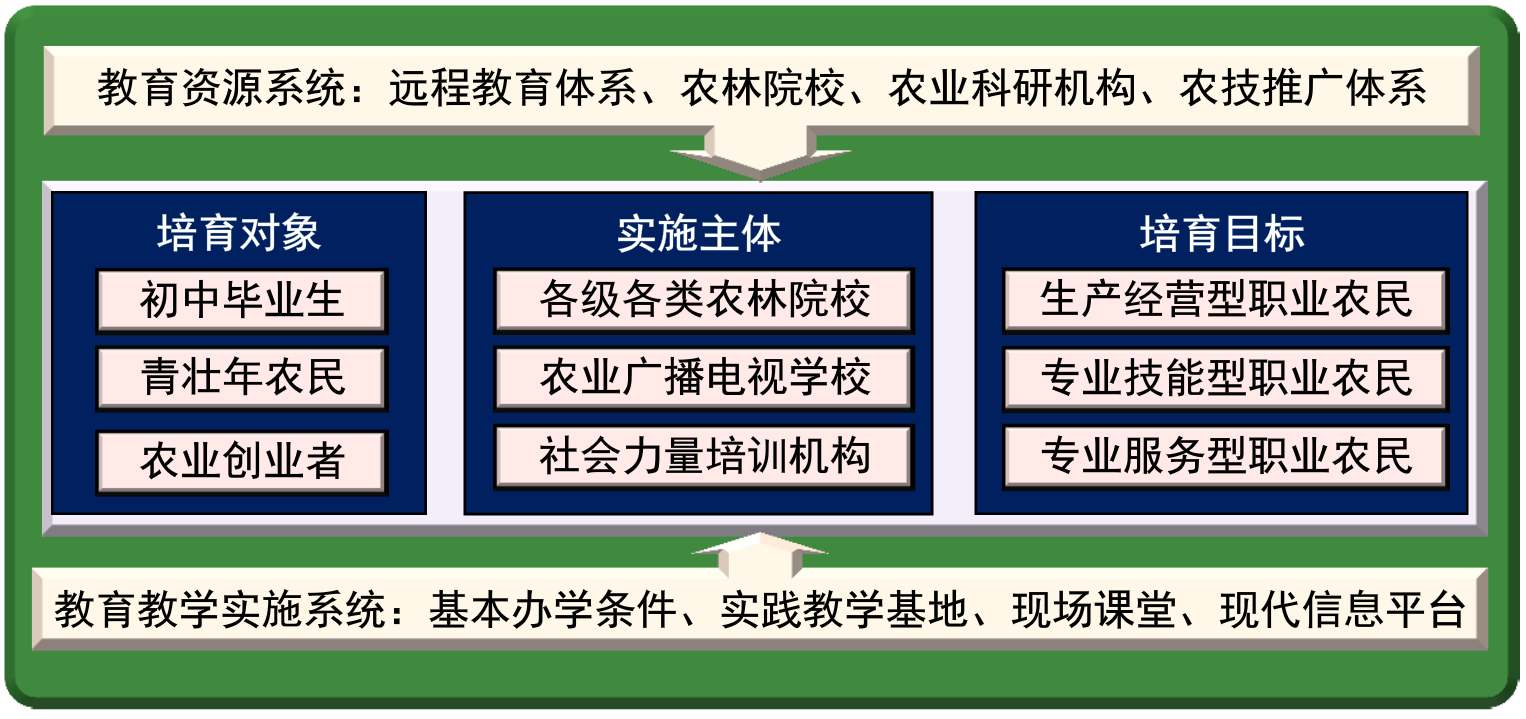 教育资源系统：远程教育体系、农林院校、农业科研机构、农技推广体系
培育对象
初中毕业生
青壮年农民
农业创业者
实施主体
各级各类农林院校
农业广播电视学校
社会力量培训机构
培育目标
生产经营型职业农民
专业技能型职业农民
专业服务型职业农民
教育教学实施系统：基本办学条件、实践教学基地、现场课堂、现代信息平台